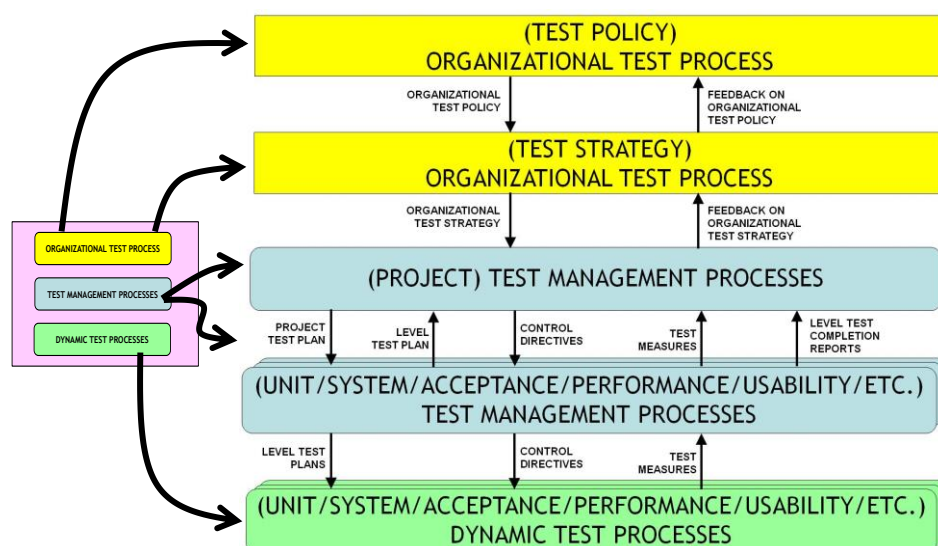 (TEST POLICY)
ORGANIZATIONAL TEST PROCESS
ORGANIZATIONAL
TEST POLICY
FEEDBACK ON
ORGANIZATIONAL
TEST POLICY
(TEST STRATEGY)
ORGANIZATIONAL TEST PROCESS
ORGANIZATIONAL
TEST STRATEGY
FEEDBACK ON
ORGANIZATIONAL
TEST STRATEGY
ORGANIZATIONAL TEST PROCESS
TEST MANAGEMENT PROCESSES
DYNAMIC TEST PROCESSES
(PROJECT) TEST MANAGEMENT PROCESSES
PROJECT
TEST PLAN
LEVEL
TEST PLAN
CONTROL
DIRECTIVES
TEST
MEASURES
LEVEL TEST
COMPLETION
REPORTS
(UNIT/SYSTEM/ACCEPTANCE/PERFORMANCE/USABILITY/ETC.)
TEST MANAGEMENT PROCESSES
LEVEL TEST
PLANS
CONTROL
DIRECTIVES
TEST
MEASURES
(UNIT/SYSTEM/ACCEPTANCE/PERFORMANCE/USABILITY/ETC.)
DYNAMIC TEST PROCESSES